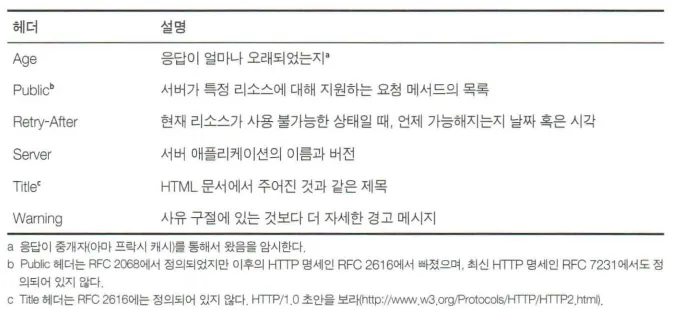 헤더 설명
Age 응답이 얼마나 오래되었는지a
Publicb 서버가 특정 리소스에 대해 지원하는 요청 메서드의 목록
Retry-After 현재 리소스가 사용 불가능한 상태일 때, 언제 가능해지는지 날짜 혹은 시각
Server 서버 애플리케이션의 이름과 버전
Titlec HTML 문서에서 주어진 것과 같은 제목
Warning 사유 구절에 있는 것보다 더 자세한 경고 메시지
a 응답이 중개자(아마 프락시 캐시)를 통해서 왔음을 암시한다.
b Public 헤더는 RFC 2068에서 정의되었지만 이후의 HTTP 명세인 RFC 2616에서 빠졌으며, 최신 HTTP 명세인 RFC 7231에서도 정
의되어 있지 않다.
c Title 헤더는 RFC 2616에는 정의되어 있지 않다. HTTP/1.0 초안을 보라(http://www.w3.org/Protocols/HTTP/HTTP2.html).